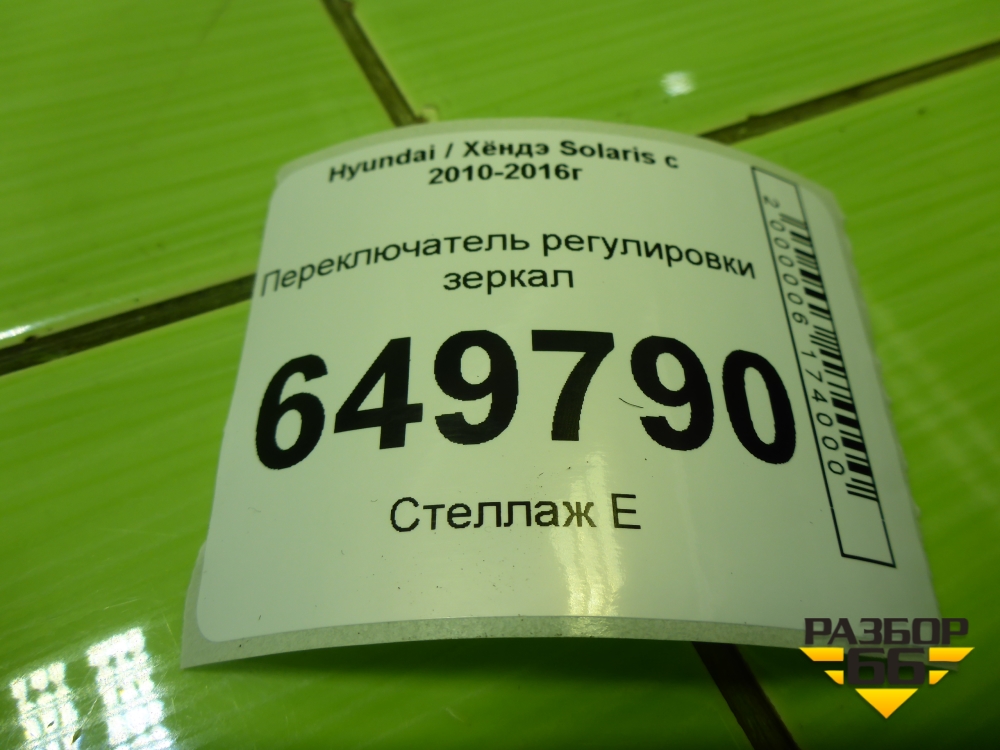 Hyundai / Хёндэ Solaris с
2010-2016г
Переключатель регулировки
зеркал
649790
Стеллаж Е
2000006174000
РАЗБОР
66